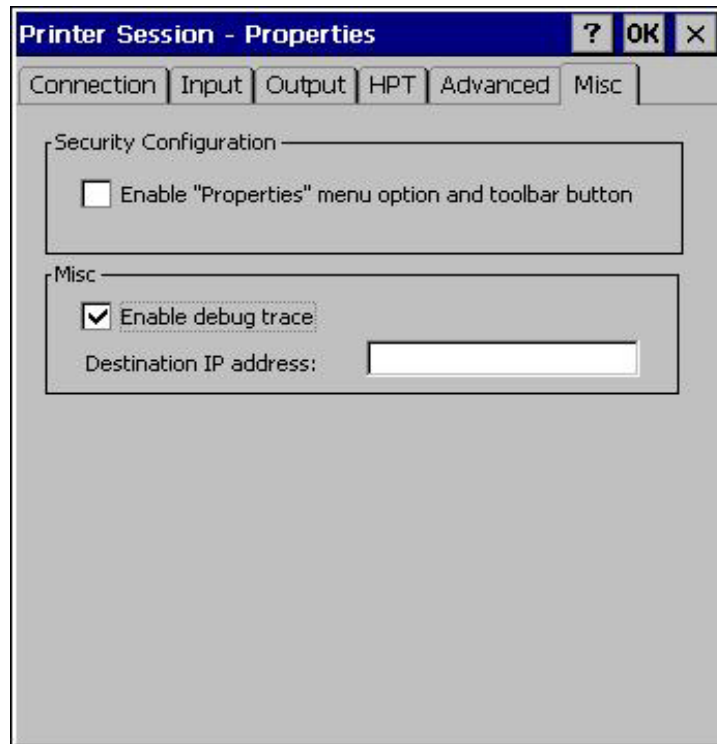 Printer Session - Properties ? OK ×
Connection Input Output HPT Advanced Misc
Security Configuration
Enable "Properties" menu option and toolbar button
Misc
Enable debug trace
Destination IP address: